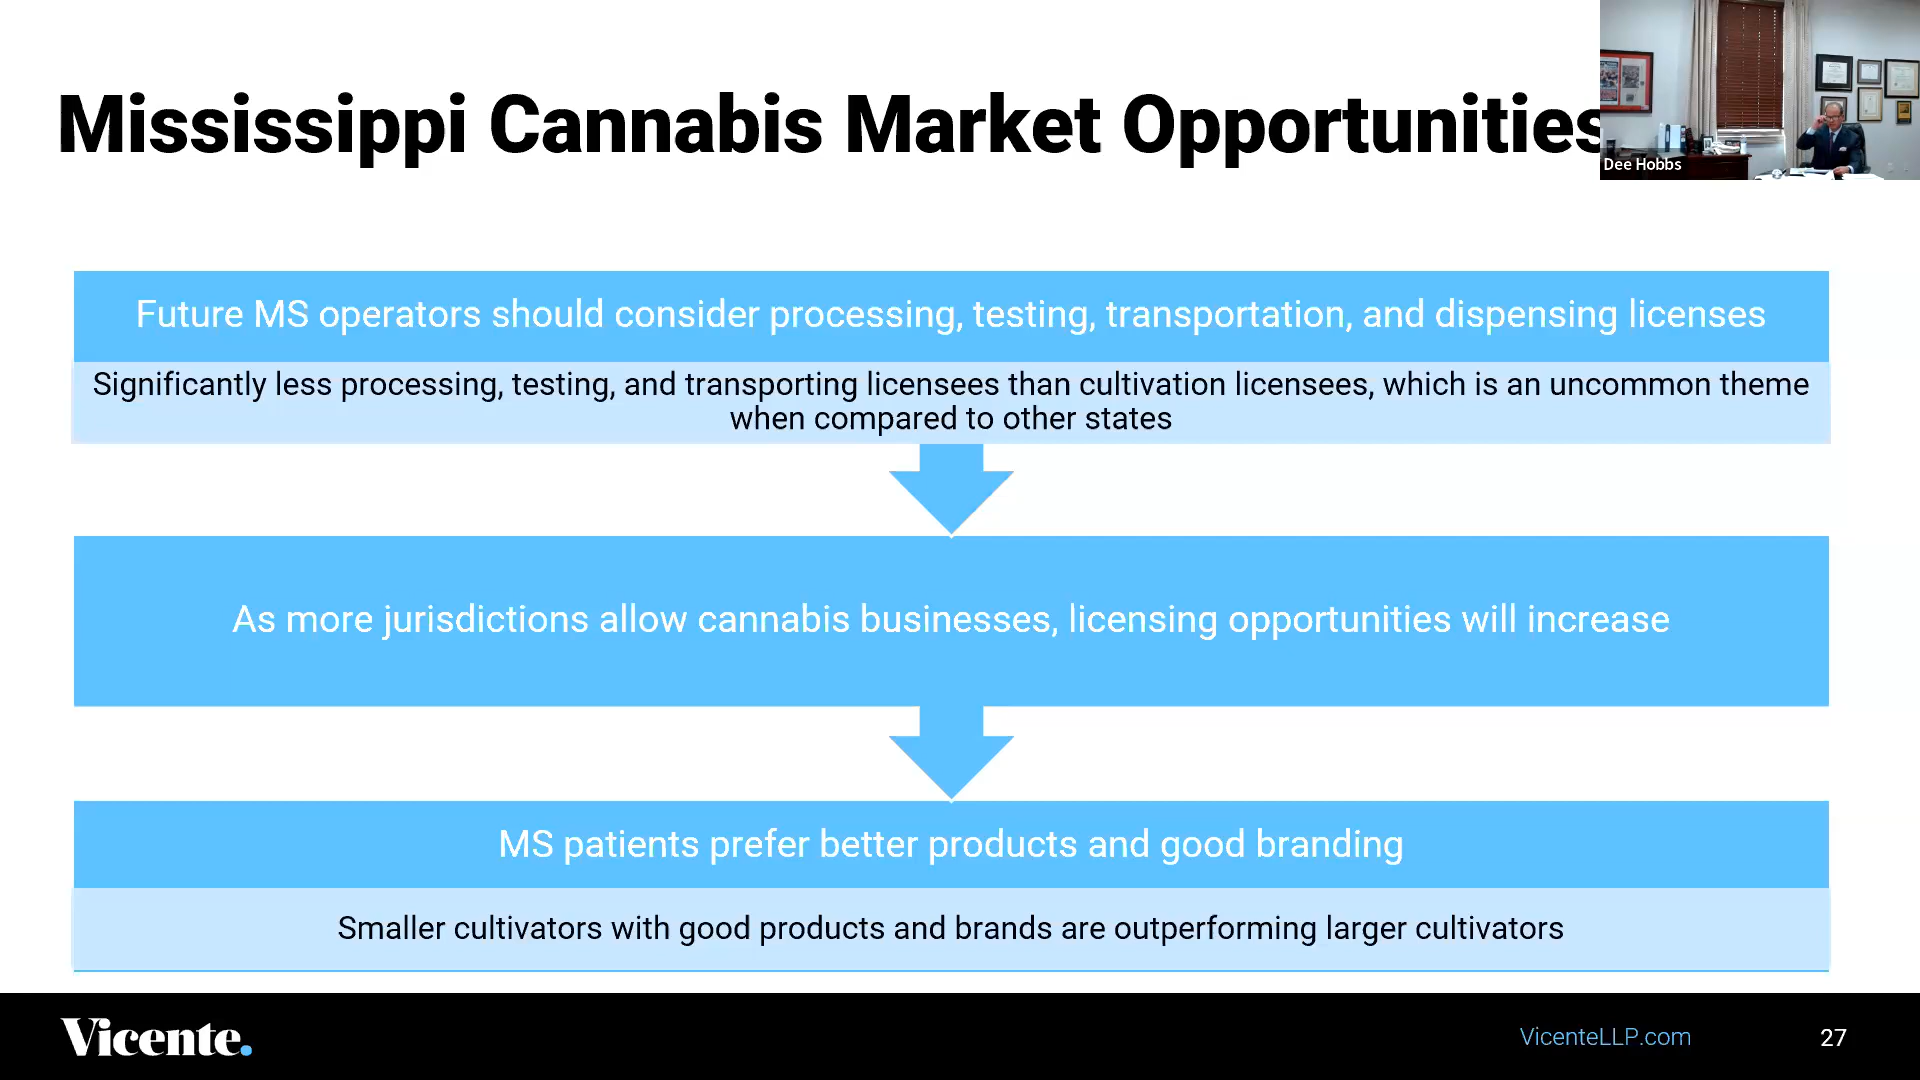 Mississippi Cannabis Market Opportunities
Dee Hobbs
Future MS operators should consider processing, testing, transportation, and dispensing licenses
Significantly less processing, testing, and transporting licensees than cultivation licensees, which is an uncommon theme
when compared to other states
As more jurisdictions allow cannabis businesses, licensing opportunities will increase
MS patients prefer better products and good branding
Smaller cultivators with good products and brands are outperforming larger cultivators
Vicente.
VicenteLLP.com
27